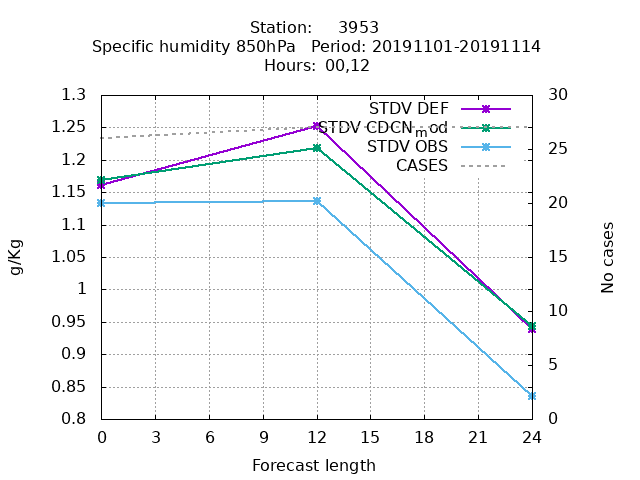 Station: 3953
Specific humidity 850hPa Period: 20191101-20191114
Hours: 00,12
STDV DEF
STDV CDCN_mod
STDV OBS
CASES
1.3
1.25
1.2
1.15
1.1
1.05
1
0.95
0.9
0.85
0.8
g/Kg
30
25
20
15
10
5
0
No cases
0 3 6 9 12 15 18 21 24
Forecast length